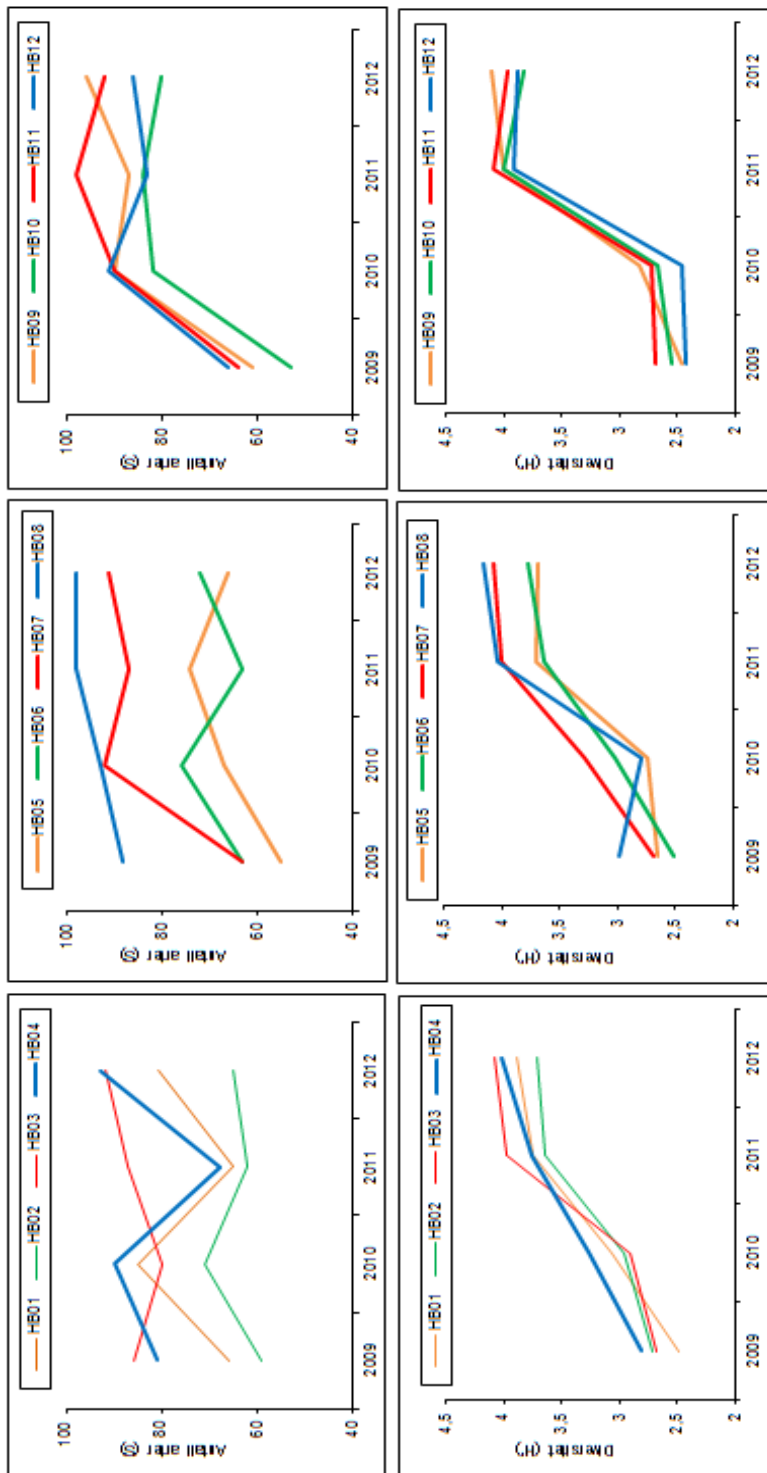 HB01 HB02 HB03 HB04
Antall arter (S)
100
80
60
40
2009 2010 2011 2012
HB05 HB06 HB07 HB08
Antall arter (S)
100
80
60
40
2009 2010 2011 2012
HB09 HB10 HB11 HB12
Antall arter (S)
100
80
60
40
2009 2010 2011 2012
HB01 HB02 HB03 HB04
Diversitet (H')
4,5
4
3,5
3
2,5
2
2009 2010 2011 2012
HB05 HB06 HB07 HB08
Diversitet (H')
4,5
4
3,5
3
2,5
2
2009 2010 2011 2012
HB09 HB10 HB11 HB12
Diversitet (H')
4,5
4
3,5
3
2,5
2
2009 2010 2011 2012